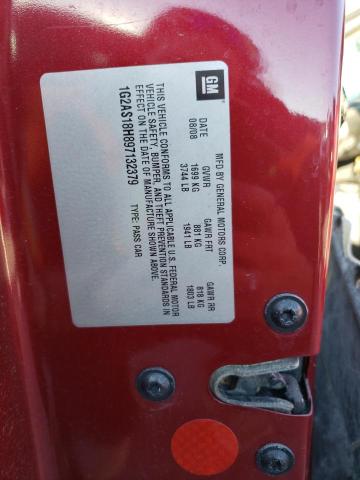 GM
MFD BY GENERAL MOTORS CORP.
DATE GVWR GAWR FRT GAWR RR
08/08 1699 KG 881 KG 818 KG
3744 LB 1941 LB 1803 LB
THIS VEHICLE CONFORMS TO ALL APPLICABLE U.S. FEDERAL MOTOR
VEHICLE SAFETY, BUMPER, AND THEFT PREVENTION STANDARDS IN
EFFECT ON THE DATE OF MANUFACTURE SHOWN ABOVE.
1G2AS18H897132379 TYPE: PASS CAR